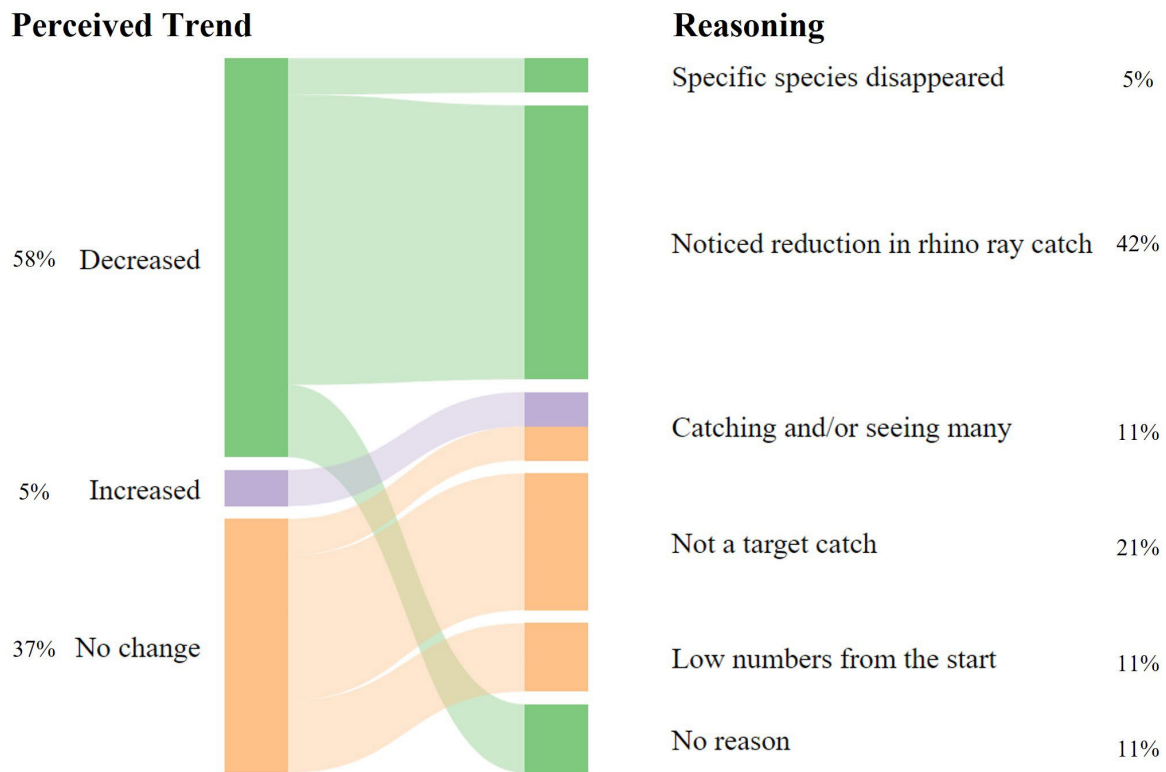 Perceived Trend
Reasoning
Specific species disappeared 5%
58% Decreased
Noticed reduction in rhino ray catch 42%
Catching and/or seeing many 11%
5% Increased
Not a target catch 21%
37% No change
Low numbers from the start 11%
No reason 11%